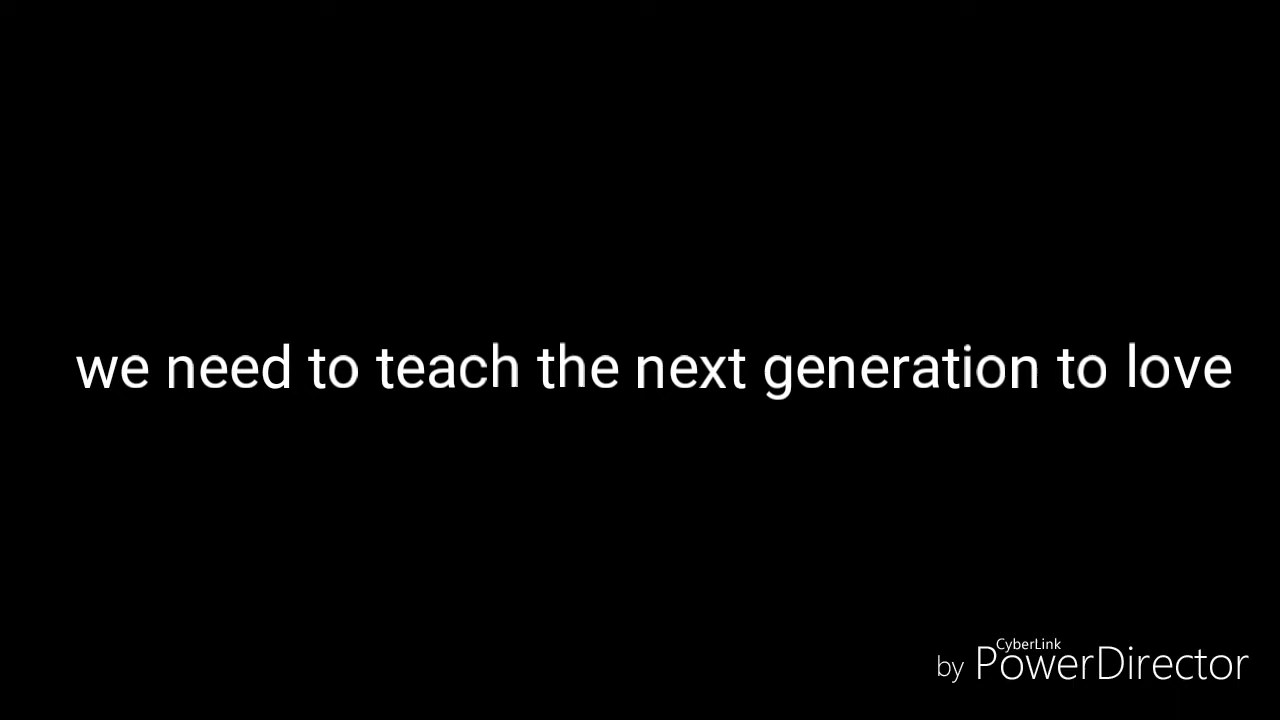 we need to teach the next generation to love
CyberLink
by PowerDirector